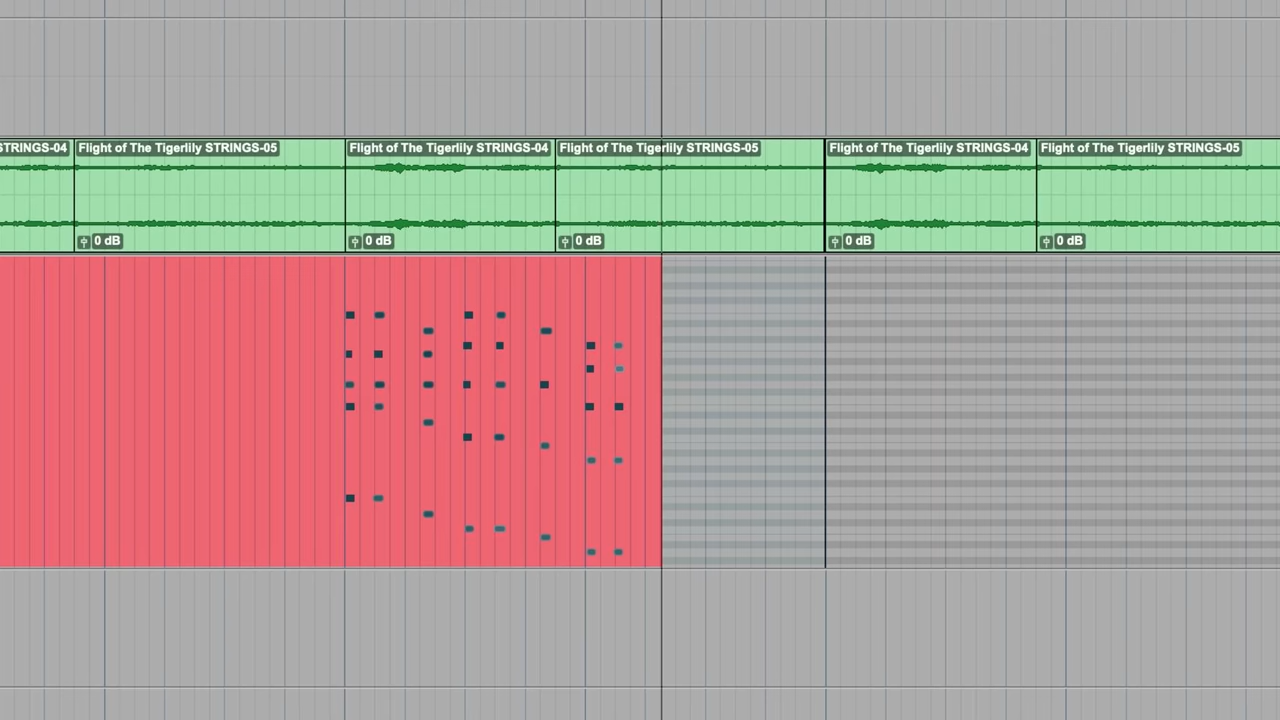 STRINGS-04
Flight of The Tigerlily STRINGS-05
Flight of The Tigerlily STRINGS-04
Flight of The Tigerlily STRINGS-05
Flight of The Tigerlily STRINGS-04
Flight of The Tigerlily STRINGS-05
0 dB
0 dB
0 dB
0 dB
0 dB